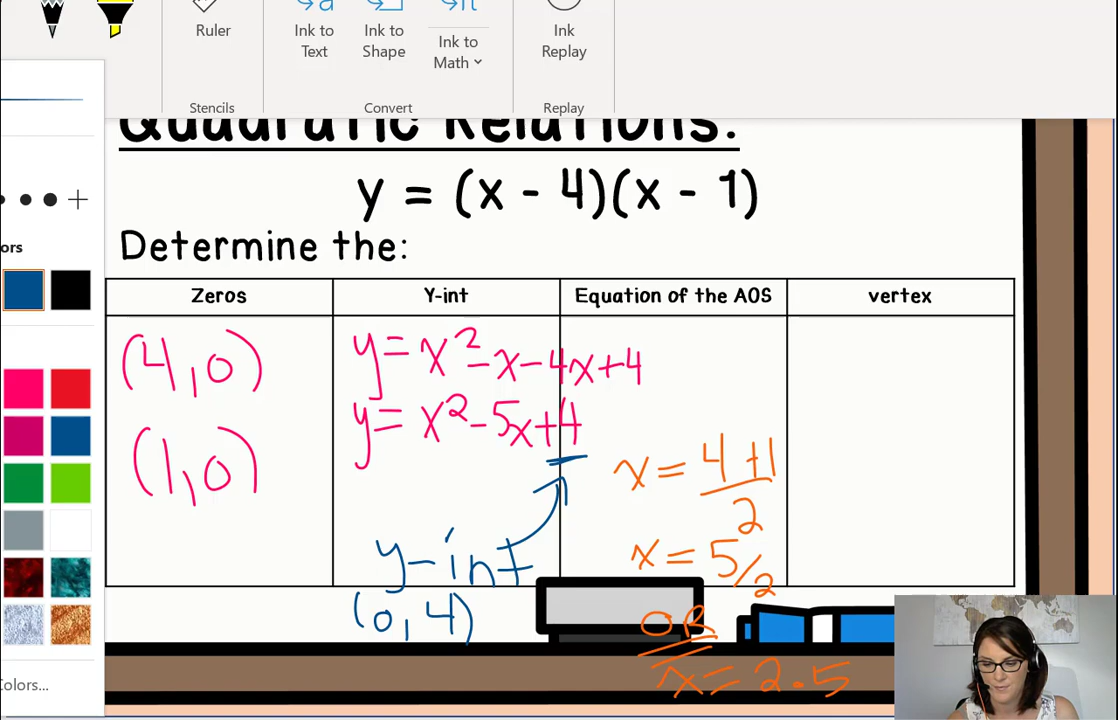 Ruler
Ink to Text
Ink to Shape
Ink to Math
Ink Replay
Stencils
Convert
Replay
Quadratic Relations:
y = (x - 4)(x - 1)
Determine the:
ors
Zeros
Y-int
Equation of the AOS
vertex
(4,0)
(1,0)
y = x² - x - 4x + 4
y = x² - 5x + 4
y-int
(0,4)
x = 4+1/2
x = 5/2
OR
x = 2.5
Colors...